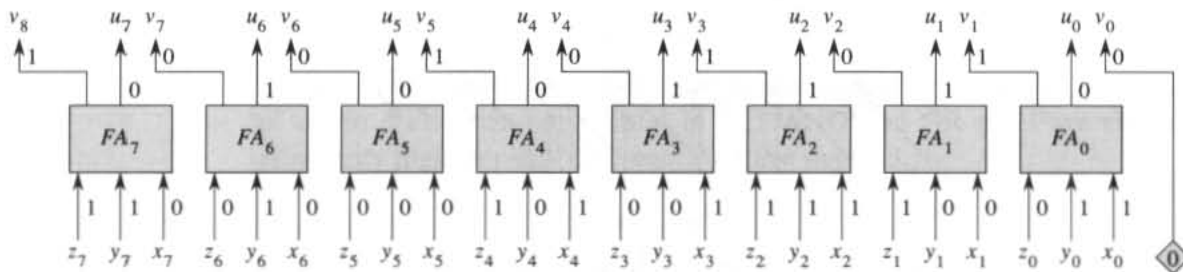 v8 u7 v7 u6 v6 u5 v5 u4 v4 u3 v3 u2 v2 u1 v1 u0 v0
1 0 0 1 0 0 1 0 0 1 1 1 0 1 1 0 0
FA7 FA6 FA5 FA4 FA3 FA2 FA1 FA0
1 1 0 0 1 0 0 0 0 1 0 1 0 0 1 1 1 1 1 0 0 0 1 1
z7 y7 x7 z6 y6 x6 z5 y5 x5 z4 y4 x4 z3 y3 x3 z2 y2 x2 z1 y1 x1 z0 y0 x0 0